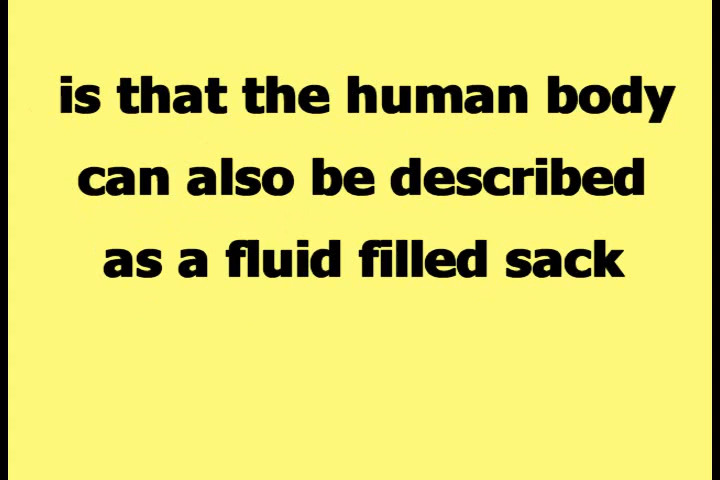 is that the human body
can also be described
as a fluid filled sack